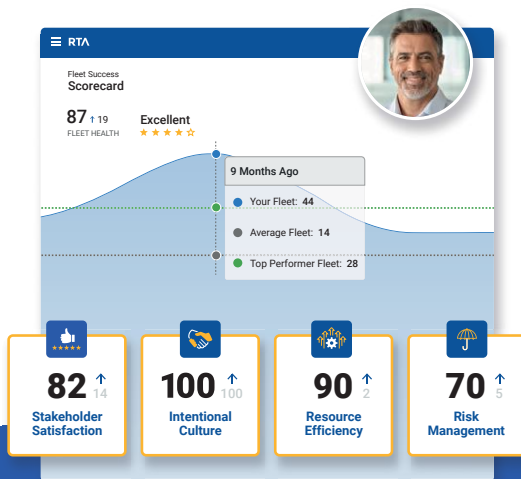 RTA
Fleet Success
Scorecard
87 ↑ 19
FLEET HEALTH
Excellent
9 Months Ago
Your Fleet: 44
Average Fleet: 14
Top Performer Fleet: 28
82 ↑ 14
Stakeholder
Satisfaction
100 ↑ 100
Intentional
Culture
90 ↑ 2
Resource
Efficiency
70 ↑ 5
Risk
Management